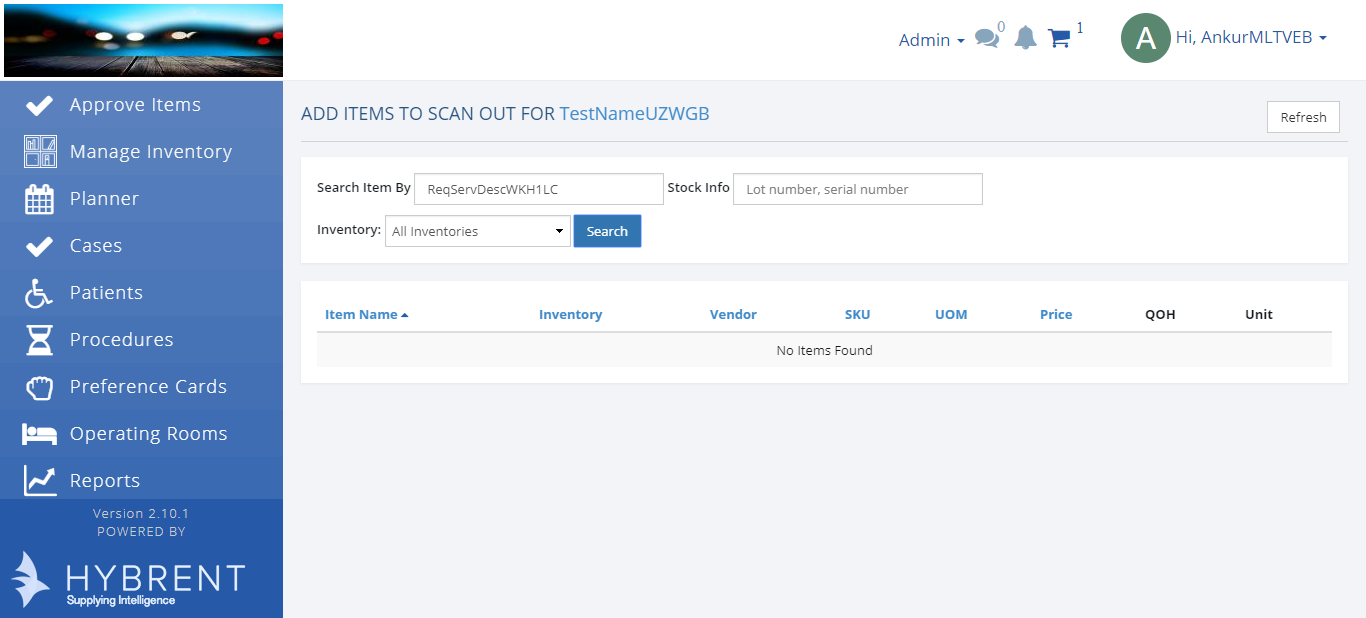 Admin
0
1
A
Hi, AnkurMLTVEB
Approve Items
Manage Inventory
Planner
Cases
Patients
Procedures
Preference Cards
Operating Rooms
Reports
Version 2.10.1
POWERED BY
HYBRENT
Supplying Intelligence
ADD ITEMS TO SCAN OUT FOR TestNameUZWGB
Refresh
Search Item By ReqServDescWKH1LC Stock Info Lot number, serial number
Inventory: All Inventories Search
Item Name Inventory Vendor SKU UOM Price QOH Unit
No Items Found